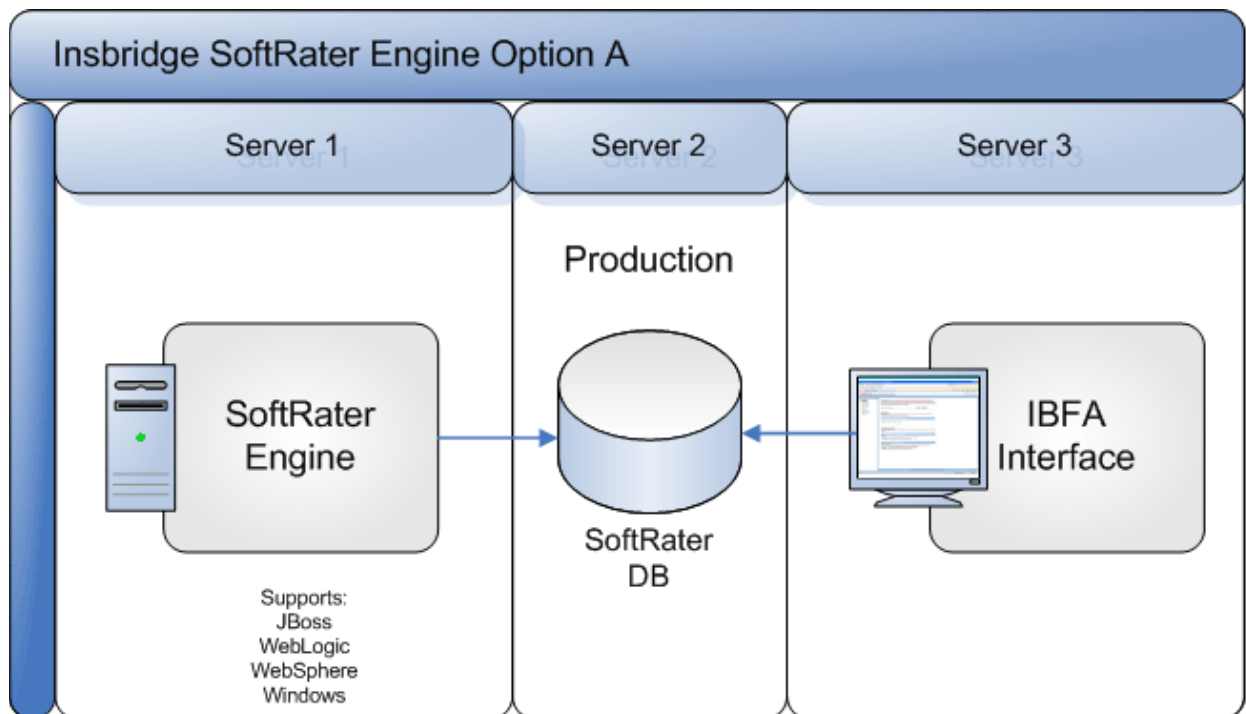 Insbridge SoftRater Engine Option A
Server 1
Server 2
Server 3
Production
SoftRater
Engine
SoftRater
DB
IBFA
Interface
Supports:
JBoss
WebLogic
WebSphere
Windows